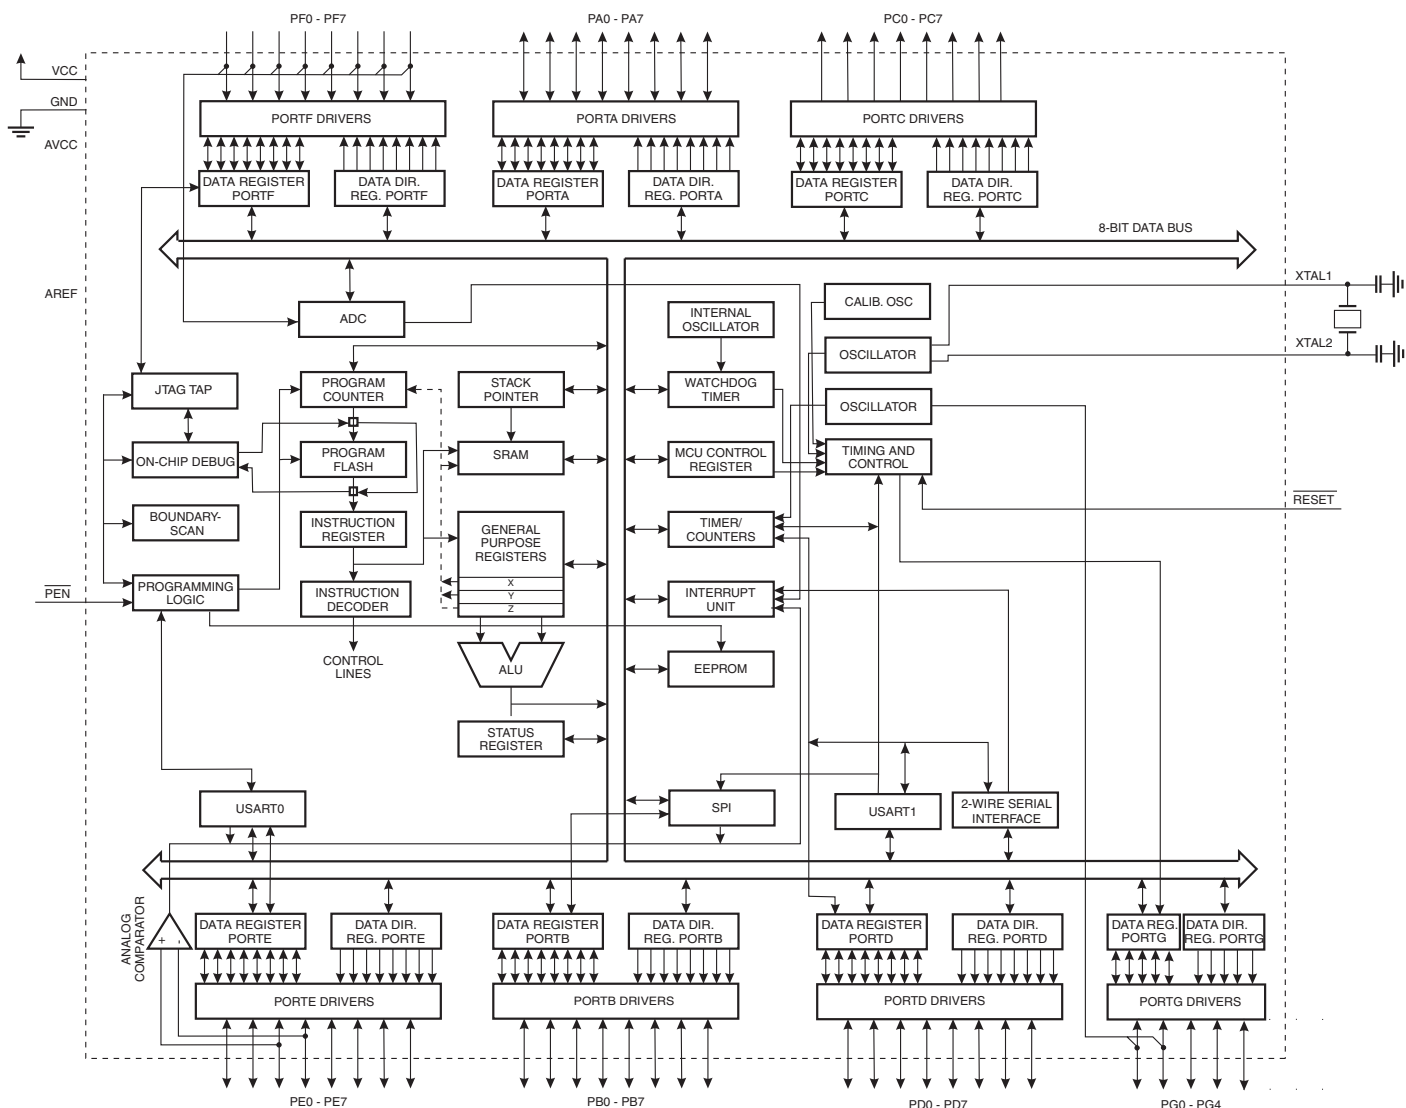 PF0 - PF7
PA0 - PA7
PC0 - PC7
VCC
GND
AVCC
PORTF DRIVERS
PORTA DRIVERS
PORTC DRIVERS
DATA REGISTER
PORTF
DATA DIR.
REG. PORTF
DATA REGISTER
PORTA
DATA DIR.
REG. PORTA
DATA REGISTER
PORTC
DATA DIR.
REG. PORTC
8-BIT DATA BUS
AREF
XTAL1
XTAL2
ADC
INTERNAL
OSCILLATOR
CALIB. OSC
OSCILLATOR
JTAG TAP
PROGRAM
COUNTER
STACK
POINTER
WATCHDOG
TIMER
OSCILLATOR
ON-CHIP DEBUG
PROGRAM
FLASH
SRAM
MCU CONTROL
REGISTER
TIMING AND
CONTROL
RESET
BOUNDARY-
SCAN
INSTRUCTION
REGISTER
GENERAL
PURPOSE
REGISTERS
X
Y
Z
TIMER/
COUNTERS
PEN
PROGRAMMING
LOGIC
INSTRUCTION
DECODER
INTERRUPT
UNIT
CONTROL
LINES
ALU
EEPROM
STATUS
REGISTER
USART0
SPI
USART1
2-WIRE SERIAL
INTERFACE
ANALOG
COMPARATOR
+
-
DATA REGISTER
PORTE
DATA DIR.
REG. PORTE
DATA REGISTER
PORTB
DATA DIR.
REG. PORTB
DATA REGISTER
PORTD
DATA DIR.
REG. PORTD
DATA REG.
PORTG
DATA DIR.
REG. PORTG
PORTE DRIVERS
PORTB DRIVERS
PORTD DRIVERS
PORTG DRIVERS
PE0 - PE7
PB0 - PB7
PD0 - PD7
PG0 - PG4